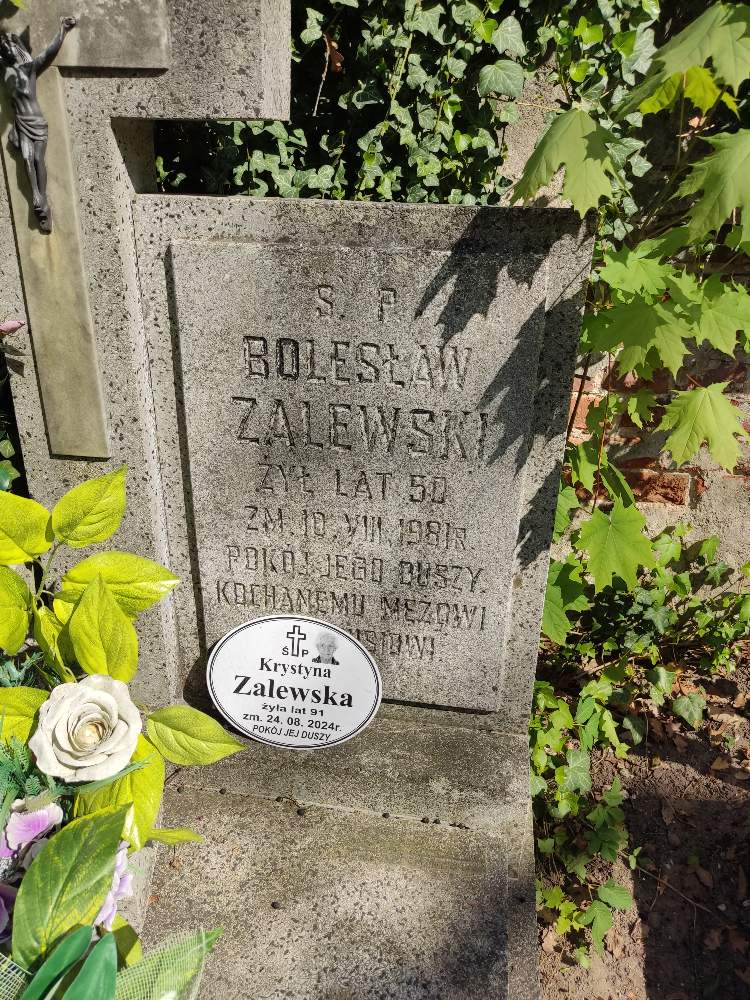 S. P
BOLESŁAW
ZALEWSKI
ŻYŁ LAT 50
ZM. 10. VIII. 1981R
POKÓJ JEGO DUSZY.
KOCHANEMU MĘŻOWI
Ś P
Krystyna
Zalewska
żyła lat 91
zm. 24. 08. 2024r.
POKÓJ JEJ DUSZY